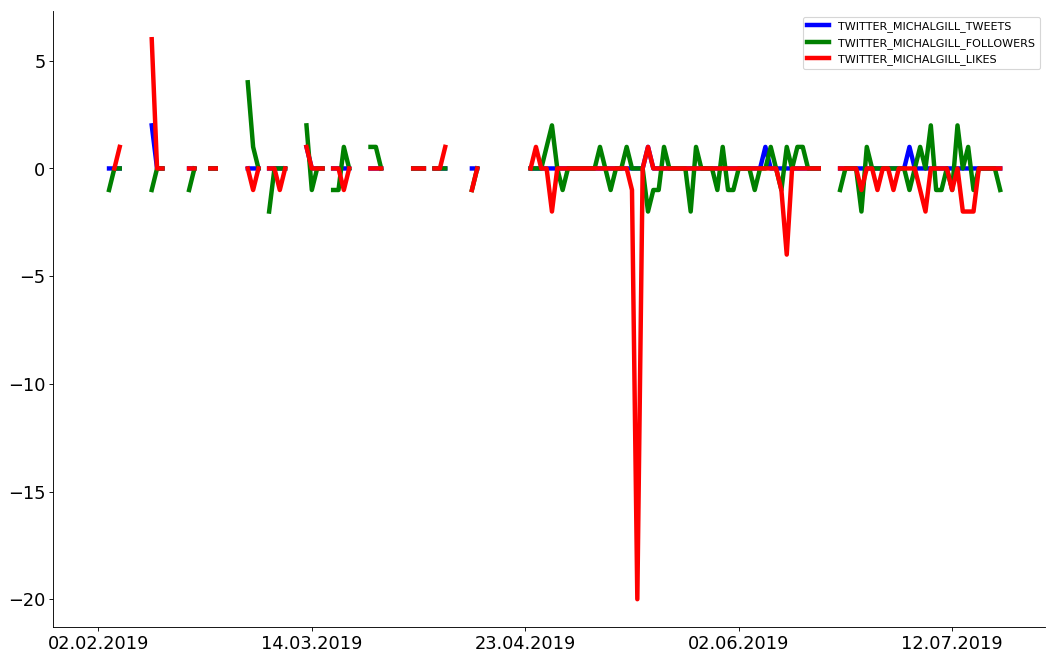 TWITTER_MICHALGILL_TWEETS
TWITTER_MICHALGILL_FOLLOWERS
TWITTER_MICHALGILL_LIKES
5
0
−5
−10
−15
−20
02.02.2019 14.03.2019 23.04.2019 02.06.2019 12.07.2019